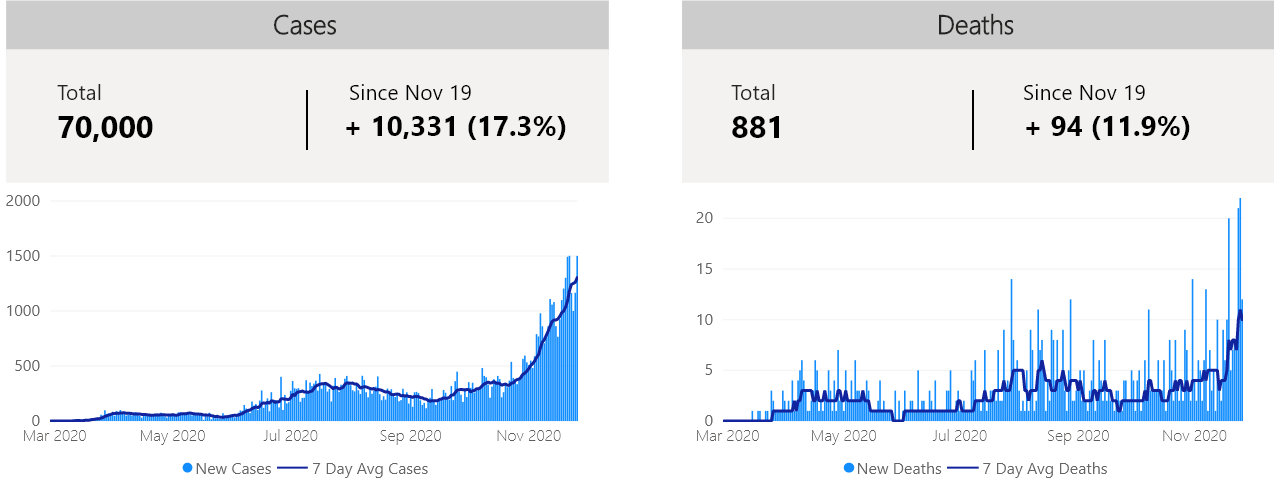 Cases
Total
70,000
Since Nov 19
+ 10,331 (17.3%)
2000
1500
1000
500
0
Mar 2020 May 2020 Jul 2020 Sep 2020 Nov 2020
New Cases 7 Day Avg Cases
Deaths
Total
881
Since Nov 19
+ 94 (11.9%)
20
15
10
5
0
Mar 2020 May 2020 Jul 2020 Sep 2020 Nov 2020
New Deaths 7 Day Avg Deaths